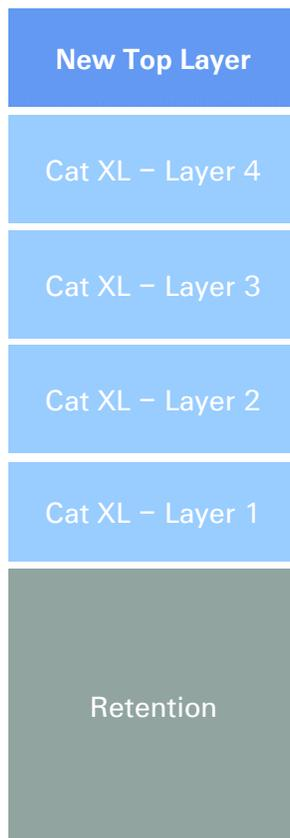 New Top Layer
Cat XL – Layer 4
Cat XL – Layer 3
Cat XL – Layer 2
Cat XL – Layer 1
Retention